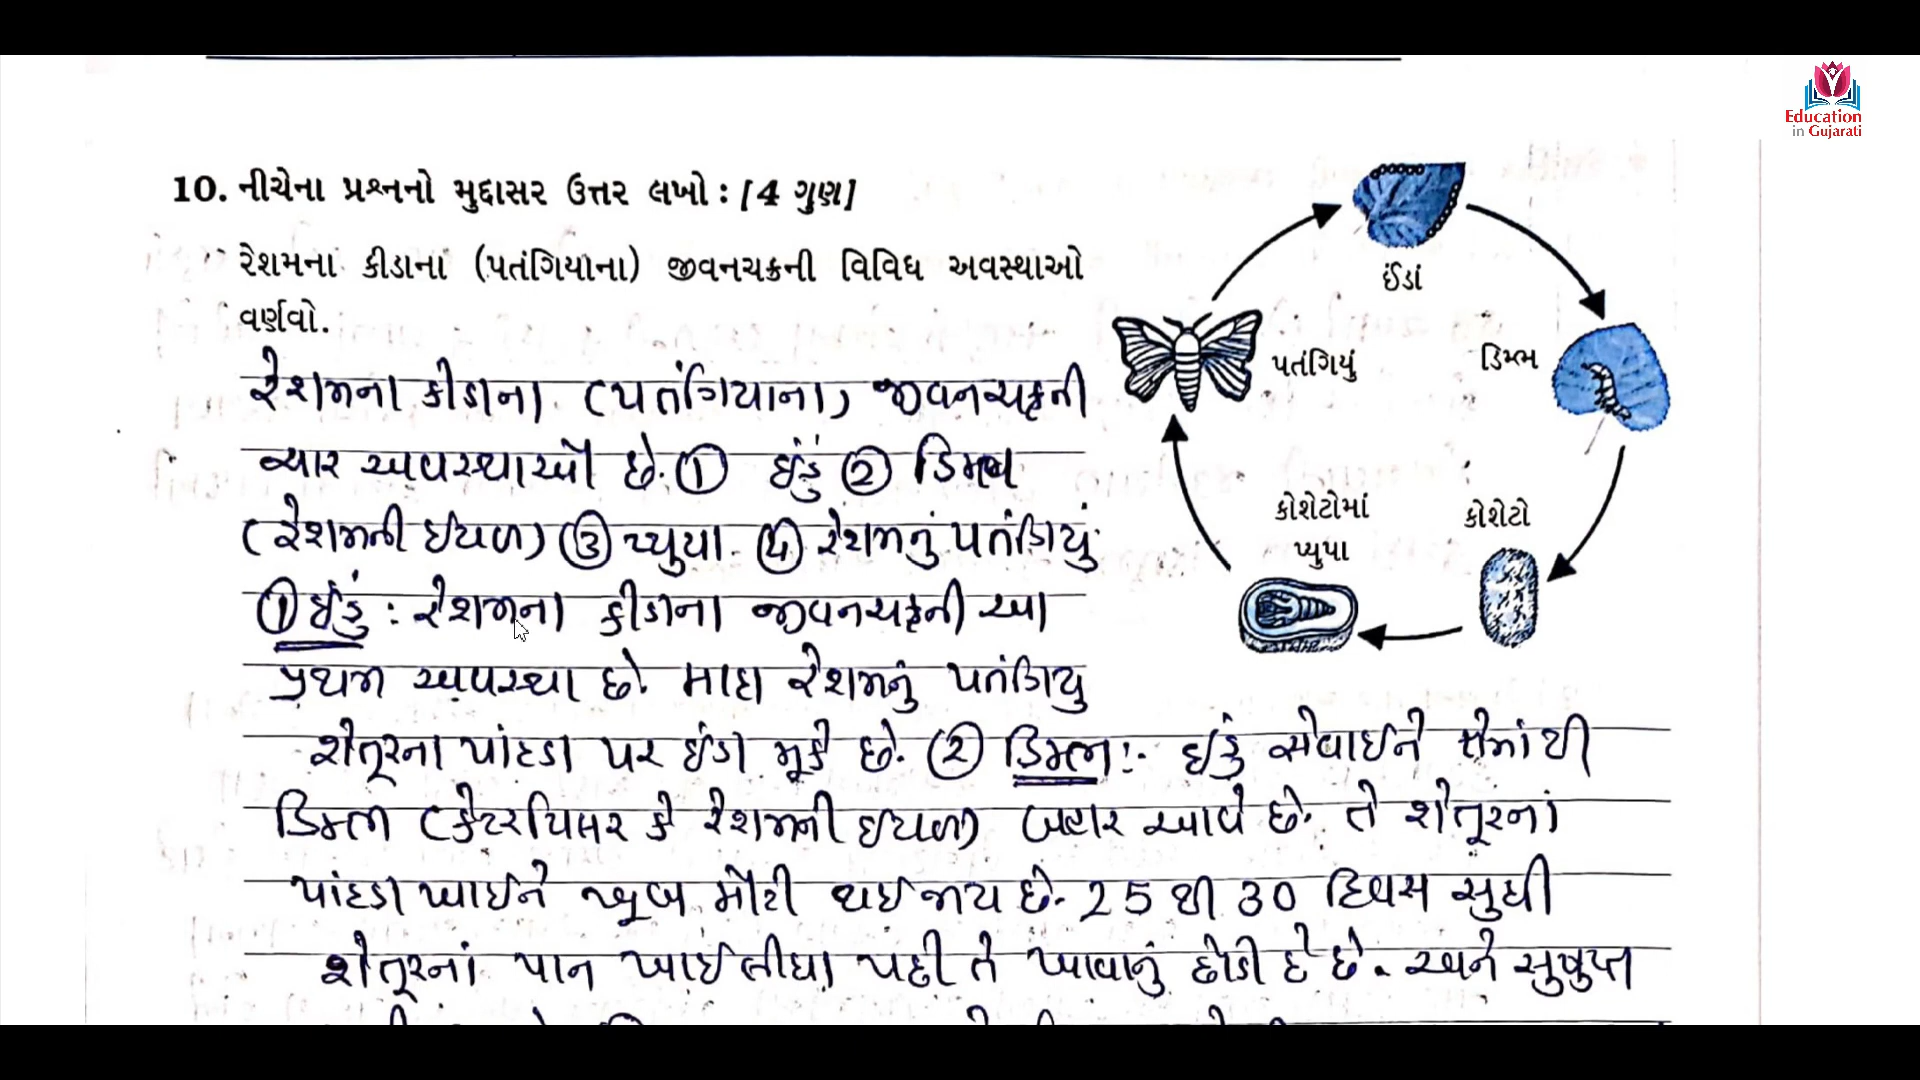 Education
in Gujarati
10. નીચેના પ્રશ્નનો મુદ્દાસર ઉત્તર લખો : [4 ગુણ]
રેશમના કીડાના (પતંગિયાના) જીવનચક્રની વિવિધ અવસ્થાઓ
વર્ણવો.
ઈંડાં
પતંગિયું
ડિમ્ભ
કોશેટોમાં
પ્યુપા
કોશેટો
રેશમના કીડાના (પતંગિયાના) જીવનચક્રની
ચાર અવસ્થાઓ છે. ① ઈંડું ② ડિમ્ભ
(રેશમની ઈયળ) ③ પ્યુપા ④ રેશમનું પતંગિયું
① ઈંડું : રેશમના કીડાના જીવનચક્રની આ
પ્રથમ અવસ્થા છે. માદા રેશમનું પતંગિયુ
શેતૂરના પાંદડા પર ઈંડા મૂકે છે. (૨) ડિમ્ભ :- ઈંડું સેવાઈને તેમાંથી
ડિમ્ભ (કેટરપિલર કે રેશમની ઈયળ) બહાર આવે છે. તે શેતૂરનાં
પાંદડા ખાઈને ખૂબ મોટી થઈ જાય છે. 25 થી 30 દિવસ સુધી
શેતૂરનાં પાન ખાઈ લીધા પછી તે ખાવાનું છોડી દે છે. અને સુષુપ્ત